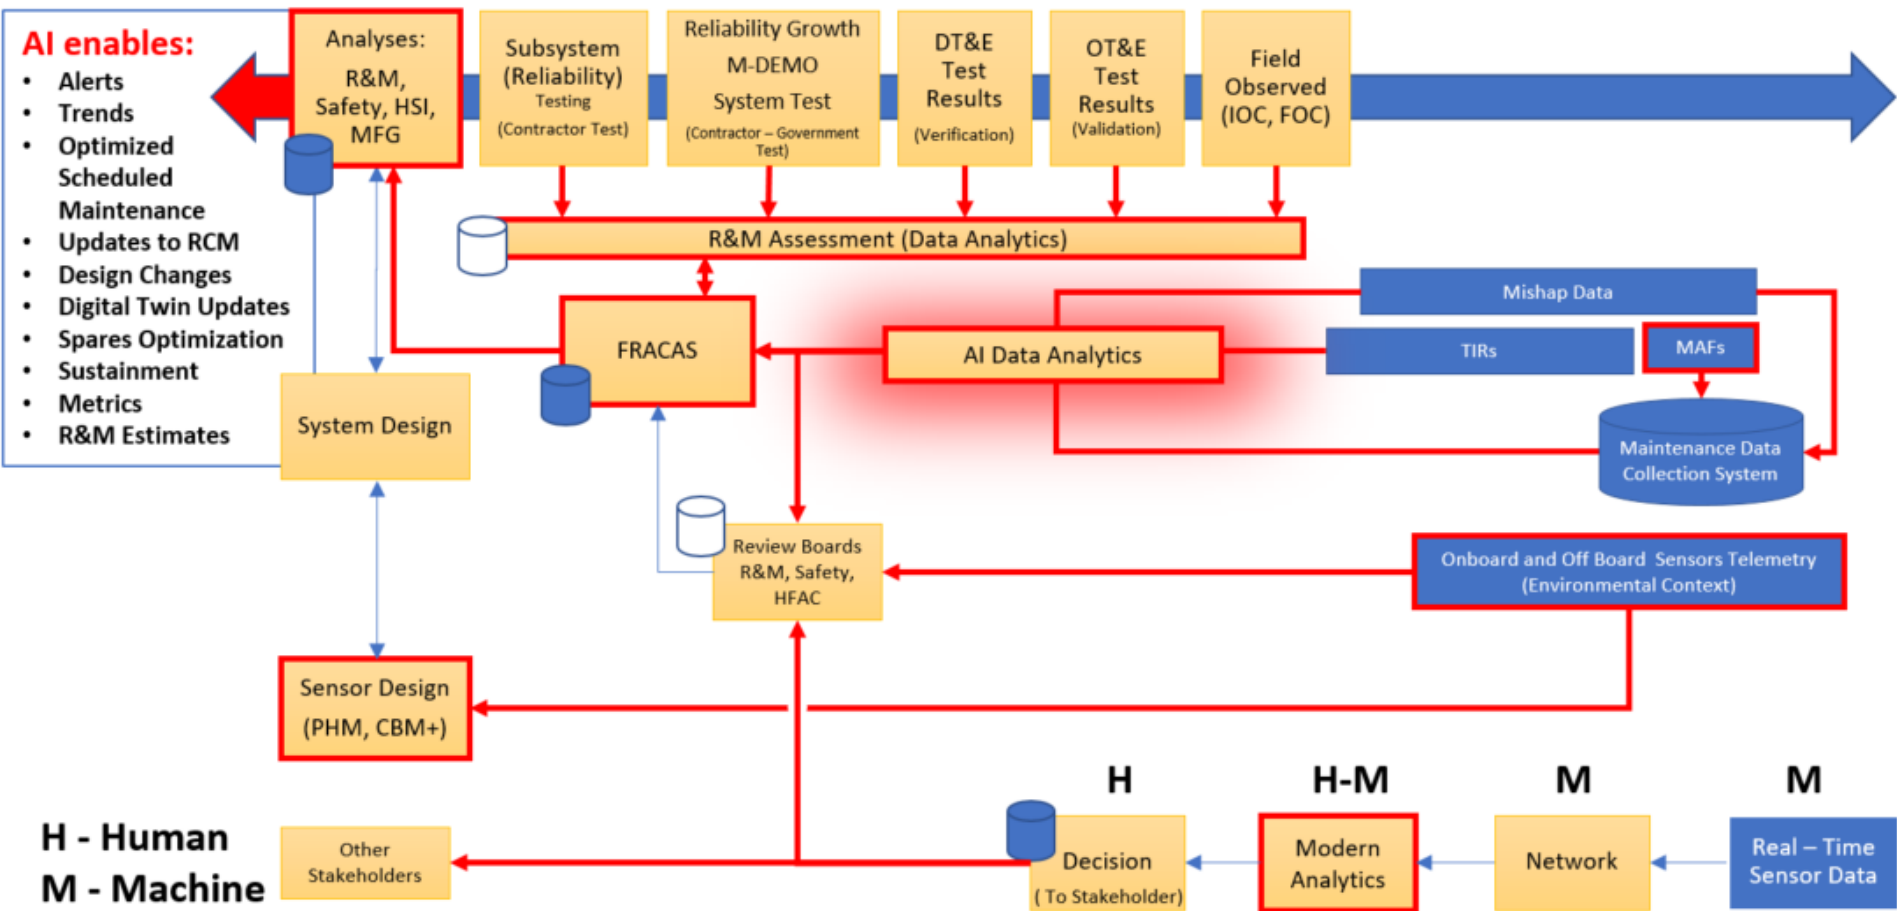 AI enables:
• Alerts
• Trends
• Optimized
Scheduled
Maintenance
• Updates to RCM
• Design Changes
• Digital Twin Updates
• Spares Optimization
• Sustainment
• Metrics
• R&M Estimates
Analyses:
R&M,
Safety, HSI,
MFG
Subsystem
(Reliability)
Testing
(Contractor Test)
Reliability Growth
M-DEMO
System Test
(Contractor – Government
Test)
DT&E
Test
Results
(Verification)
OT&E
Test
Results
(Validation)
Field
Observed
(IOC, FOC)
R&M Assessment (Data Analytics)
FRACAS
AI Data Analytics
Mishap Data
TIRs
MAFs
Maintenance Data
Collection System
System Design
Review Boards
R&M, Safety,
HFAC
Onboard and Off Board Sensors Telemetry
(Environmental Context)
Sensor Design
(PHM, CBM+)
H
H-M
M
M
H - Human
M - Machine
Other
Stakeholders
Decision
( To Stakeholder)
Modern
Analytics
Network
Real – Time
Sensor Data